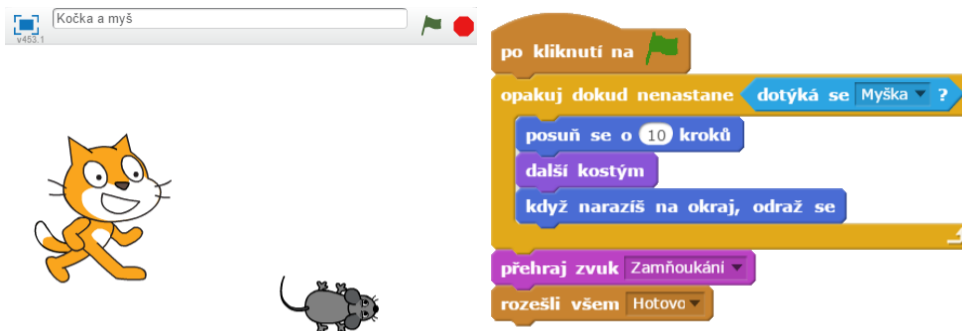 Kočka a myš
v453.1
po kliknutí na
opakuj dokud nenastane dotýká se Myška ?
posuň se o 10 kroků
další kostým
když narazíš na okraj, odraž se
přehraj zvuk Zamňoukání
rozešli všem Hotovo